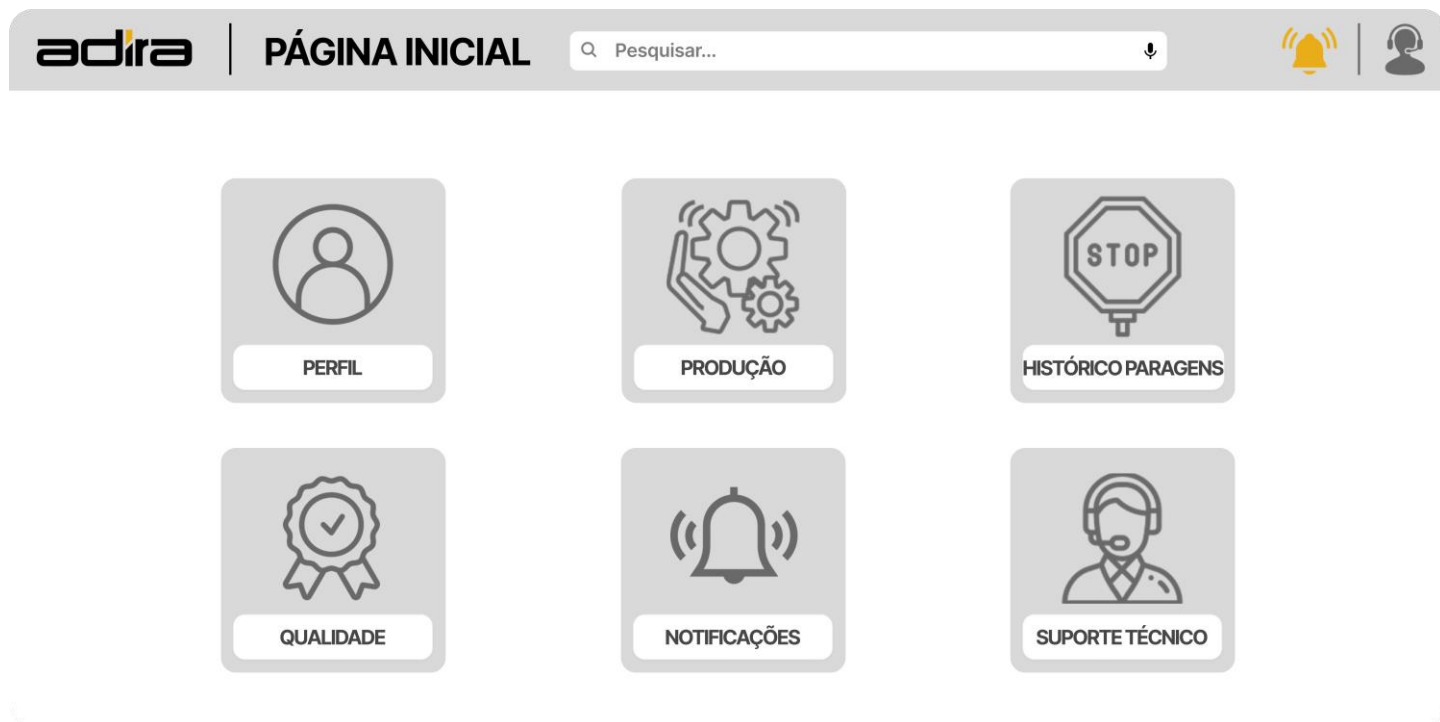 adira
PÁGINA INICIAL
Pesquisar...
STOP
PERFIL
PRODUÇÃO
HISTÓRICO PARAGENS
QUALIDADE
NOTIFICAÇÕES
SUPORTE TÉCNICO